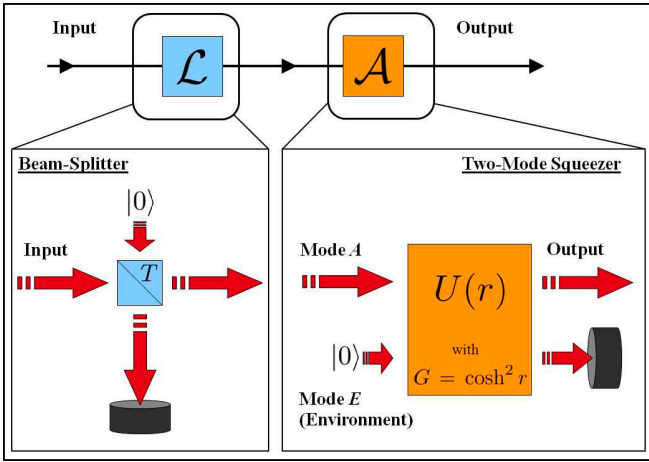 Input
Output
ℒ
𝒜
Beam-Splitter
|0⟩
Input
T
Two-Mode Squeezer
Mode A
Output
U(r)
|0⟩
with
G = cosh² r
Mode E
(Environment)